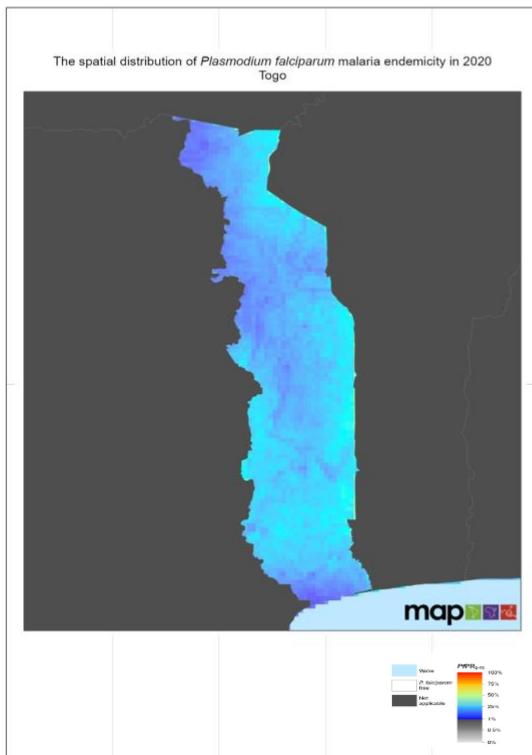 The spatial distribution of Plasmodium falciparum malaria endemicity in 2020
Togo
map
Water
P. falciparum
free
Not
applicable
PfPR2-10
100%
75%
50%
25%
1%
0.5%
0%